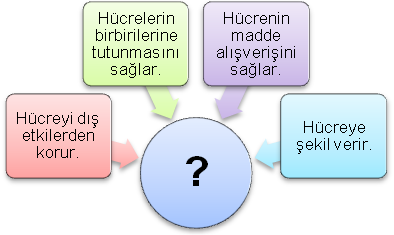 Hücrelerin
birbirilerine
tutunmasını
sağlar.
Hücrenin
madde
alışverişini
sağlar.
Hücreyi dış
etkilerden
korur.
Hücreye
şekil verir.
?